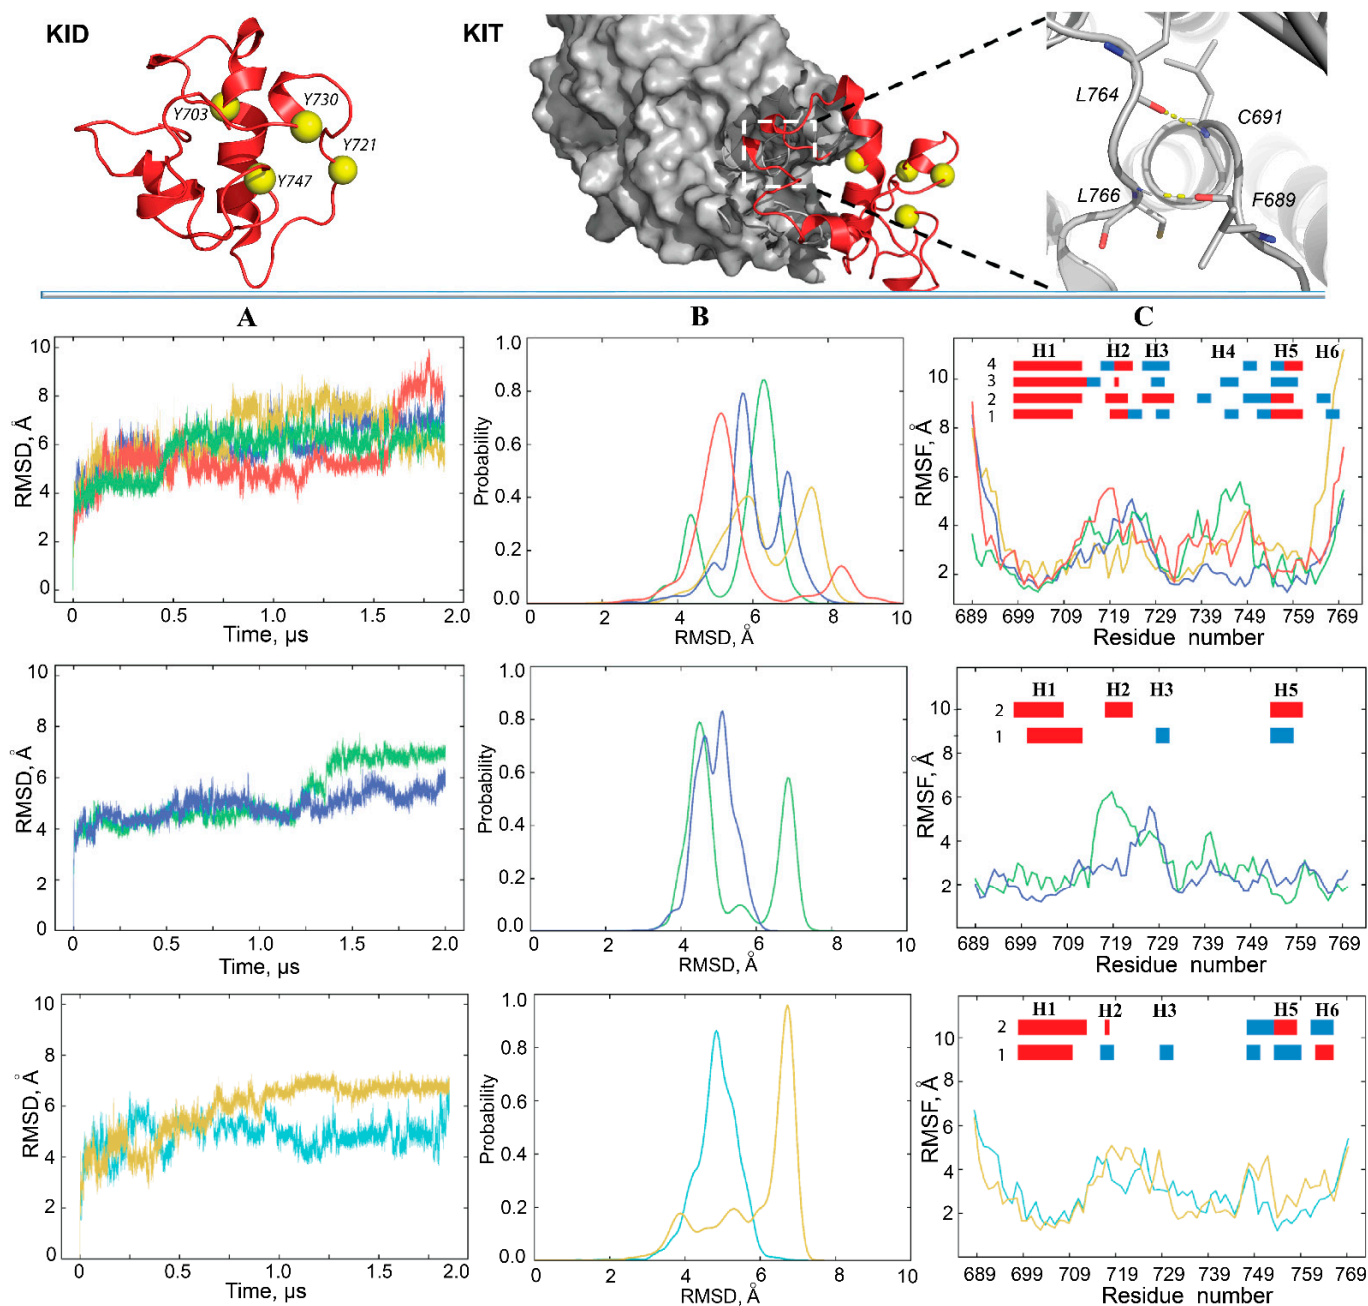 KID
KIT
Y703
Y730
Y721
Y747
L764
C691
L766
F689
A
B
C
10
8
6
4
2
0
RMSD, Å
0
0.5
1.0
1.5
2.0
Time, µs
1.0
0.8
0.6
0.4
0.2
0.0
Probability
0
2
4
6
8
10
RMSD, Å
H1 H2 H3 H4 H5 H6
4
3
2
1
10
8
6
4
2
RMSF, Å
689 699 709 719 729 739 749 759 769
Residue number
10
8
6
4
2
0
RMSD, Å
0
0.5
1.0
1.5
2.0
Time, µs
1.0
0.8
0.6
0.4
0.2
0.0
Probability
0
2
4
6
8
10
RMSD, Å
H1 H2 H3 H5
2
1
10
8
6
4
2
RMSF, Å
689 699 709 719 729 739 749 759 769
Residue number
10
8
6
4
2
0
RMSD, Å
0
0.5
1.0
1.5
2.0
Time, µs
1.0
0.8
0.6
0.4
0.2
0.0
Probability
0
2
4
6
8
10
RMSD, Å
H1 H2 H3 H5 H6
2
1
10
8
6
4
2
RMSF, Å
689 699 709 719 729 739 749 759 769
Residue number